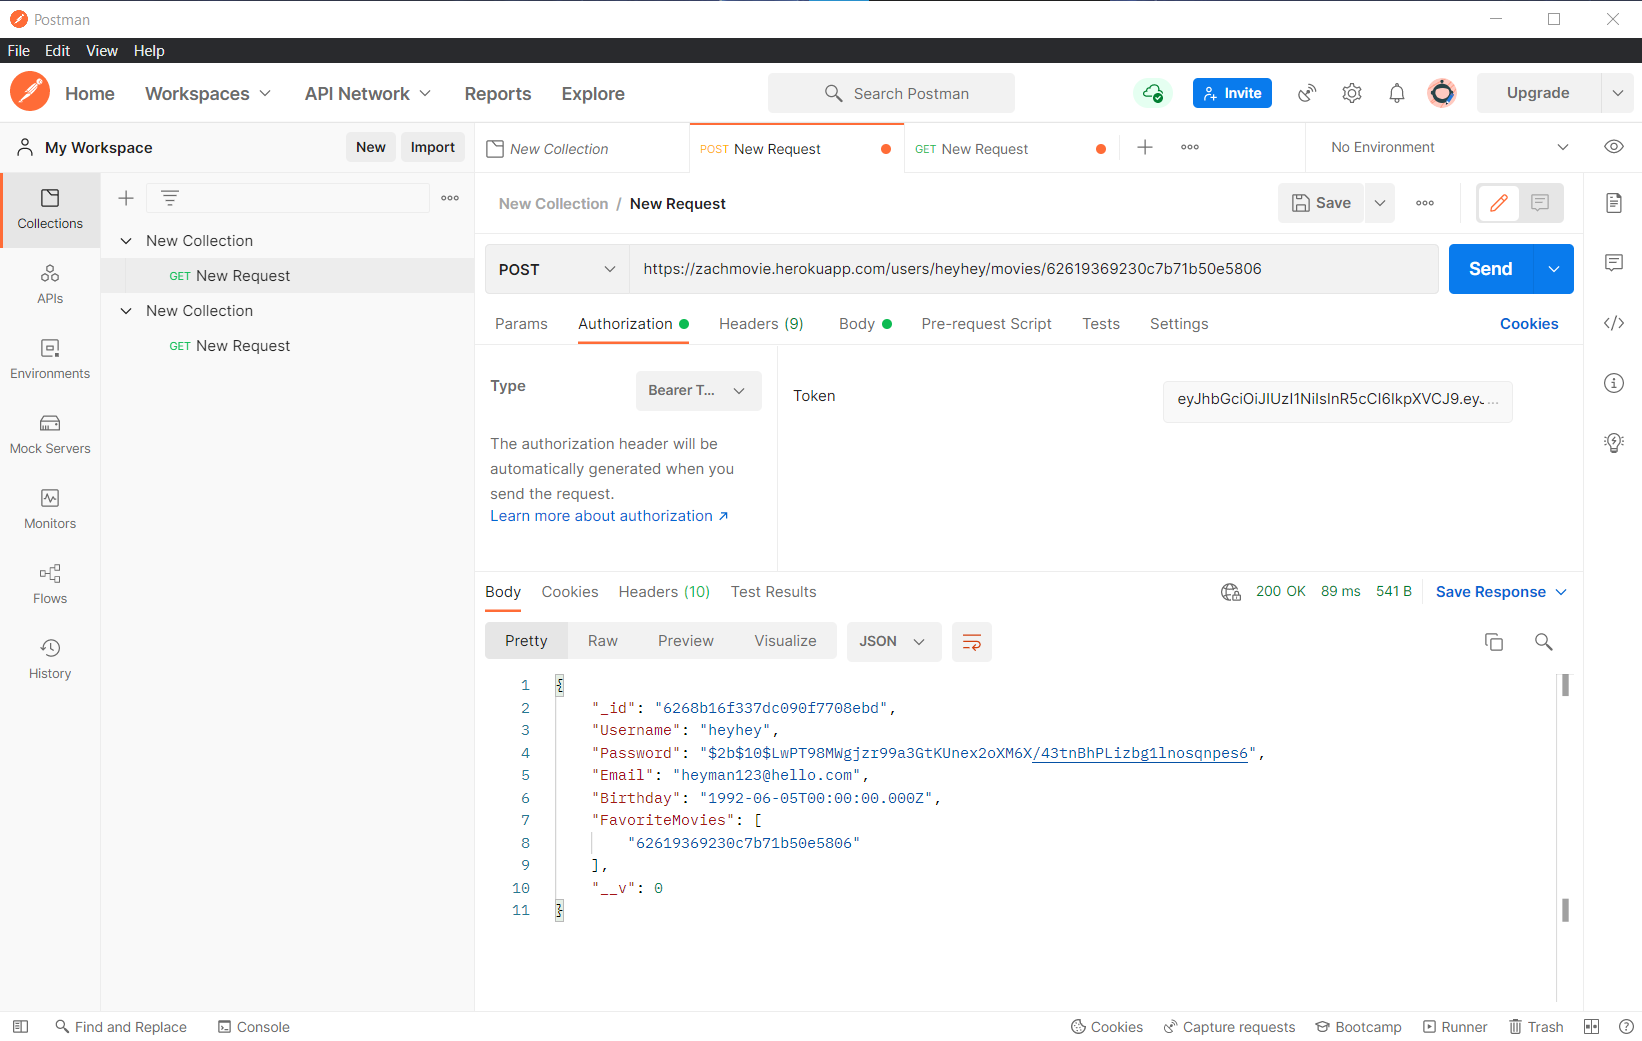 Postman
File Edit View Help
Home Workspaces API Network Reports Explore Search Postman Invite Upgrade
My Workspace New Import New Collection POST New Request GET New Request No Environment
Collections
APIs
Environments
Mock Servers
Monitors
Flows
History
New Collection
GET New Request
New Collection
GET New Request
New Collection / New Request Save
POST https://zachmovie.herokuapp.com/users/heyhey/movies/62619369230c7b71b50e5806 Send
Params Authorization Headers (9) Body Pre-request Script Tests Settings Cookies
Type Bearer T...
The authorization header will be
automatically generated when you
send the request.
Learn more about authorization ↗
Token eyJhbGciOiJIUzI1NiIsInR5cCI6IkpXVCJ9.eyJ...
Body Cookies Headers (10) Test Results 200 OK 89 ms 541 B Save Response
Pretty Raw Preview Visualize JSON
1 {
2 "_id": "6268b16f337dc090f7708ebd",
3 "Username": "heyhey",
4 "Password": "$2b$10$LwPT98MWgjzr99a3GtKUnex2oXM6X/43tnBhPLizbg1lnosqnpes6",
5 "Email": "heyman123@hello.com",
6 "Birthday": "1992-06-05T00:00:00.000Z",
7 "FavoriteMovies": [
8 "62619369230c7b71b50e5806"
9 ],
10 "__v": 0
11 }
Find and Replace Console Cookies Capture requests Bootcamp Runner Trash